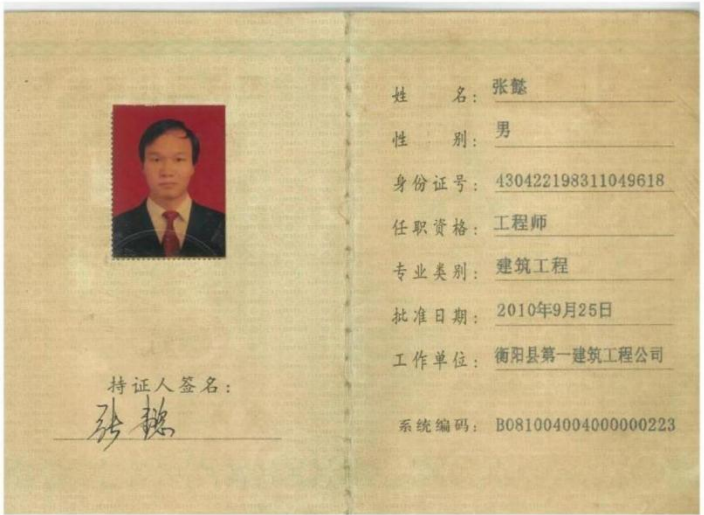 持证人签名：
张懿
姓 名：张懿
性 别：男
身份证号：430422198311049618
任职资格：工程师
专业类别：建筑工程
批准日期：2010年9月25日
工作单位：衡阳县第一建筑工程公司
系统编码：B08100400400000223